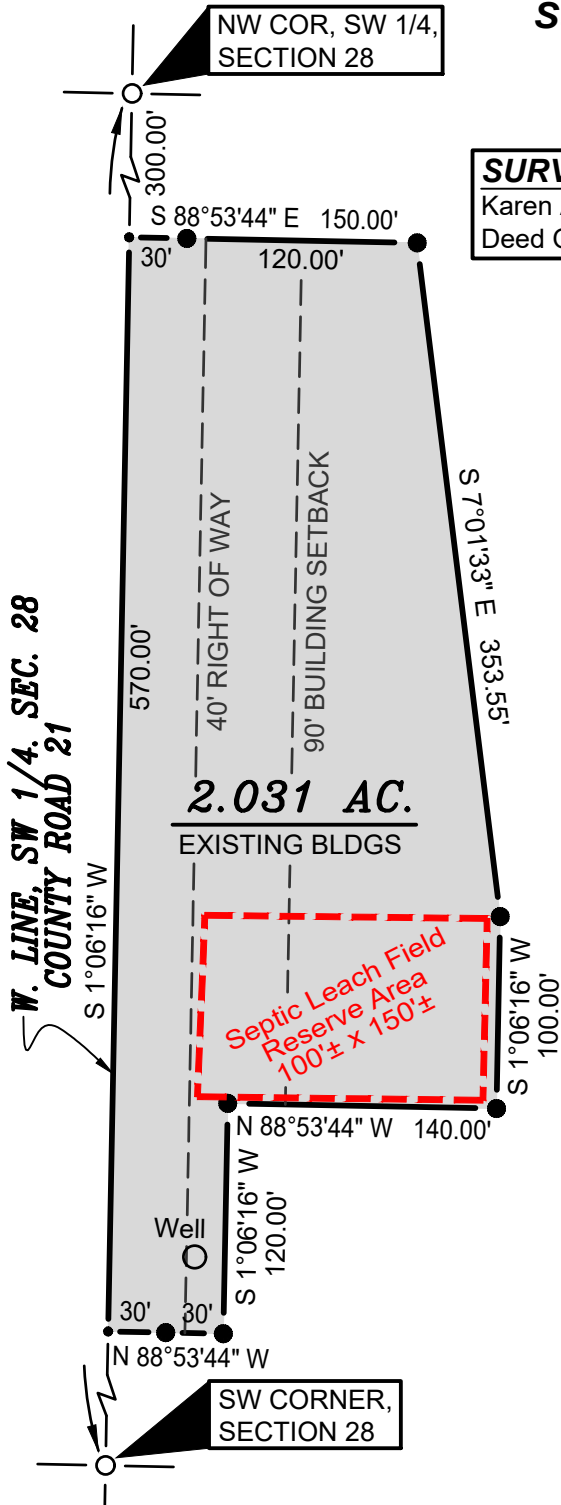 NW COR, SW 1/4,
SECTION 28
S
300.00'
SURV
Karen
Deed
S 88°53'44" E 150.00'
30'
120.00'
40' RIGHT OF WAY
90' BUILDING SETBACK
S 7°01'33" E 353.55'
W. LINE, SW 1/4. SEC. 28
COUNTY ROAD 21
S 1°06'16" W
570.00'
2.031 AC.
EXISTING BLDGS
Septic Leach Field
Reserve Area
100'± x 150'±
S 1°06'16" W
100.00'
N 88°53'44" W 140.00'
S 1°06'16" W
120.00'
Well
30' 30'
N 88°53'44" W
SW CORNER,
SECTION 28